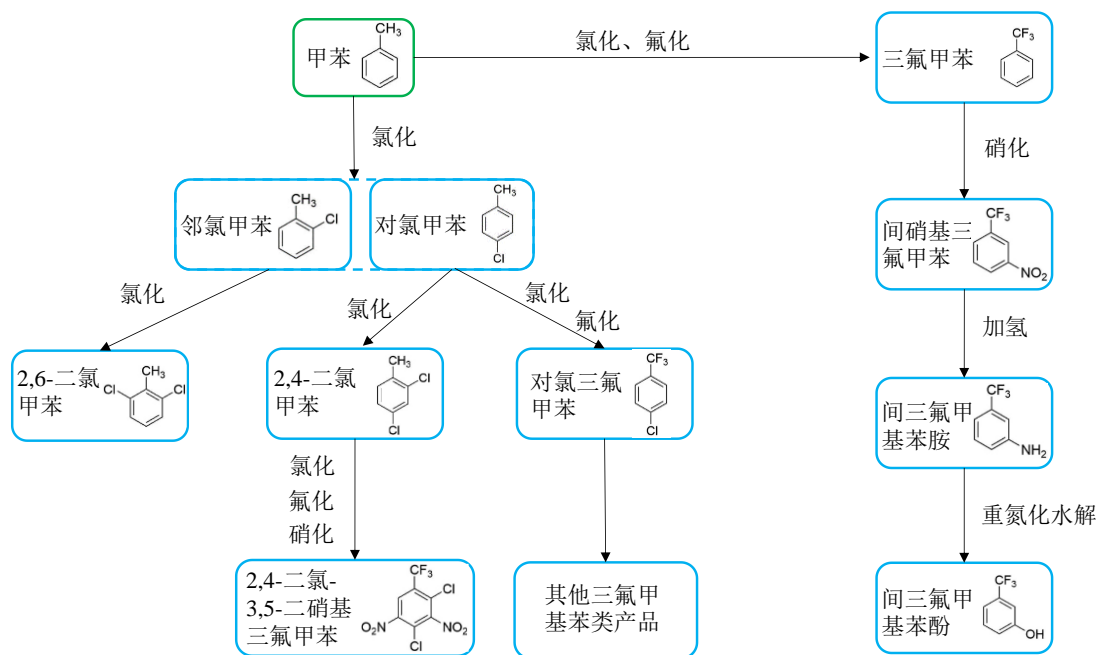 甲苯
CH3
氯化、氟化
三氟甲苯
CF3
氯化
硝化
邻氯甲苯
CH3
Cl
对氯甲苯
CH3
Cl
间硝基三
氟甲苯
CF3
NO2
氯化
氯化
氯化
氟化
加氢
2,6-二氯
甲苯
Cl
CH3
Cl
2,4-二氯
甲苯
CH3
Cl
Cl
对氯三氟
甲苯
CF3
Cl
间三氟甲
基苯胺
CF3
NH2
氯化
氟化
硝化
重氮化水解
2,4-二氯-
3,5-二硝基
三氟甲苯
CF3
Cl
O2N
NO2
Cl
其他三氟甲
基苯类产品
间三氟甲
基苯酚
CF3
OH